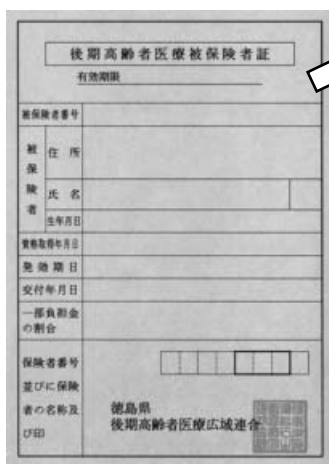 後期高齢者医療被保険者証
有効期限
被保険者番号
被保険者
住所
氏名
生年月日
資格取得年月日
発効期日
交付年月日
一部負担金
の割合
保険者番号
並びに保険
者の名称及
び印
徳島県
後期高齢者医療広域連合